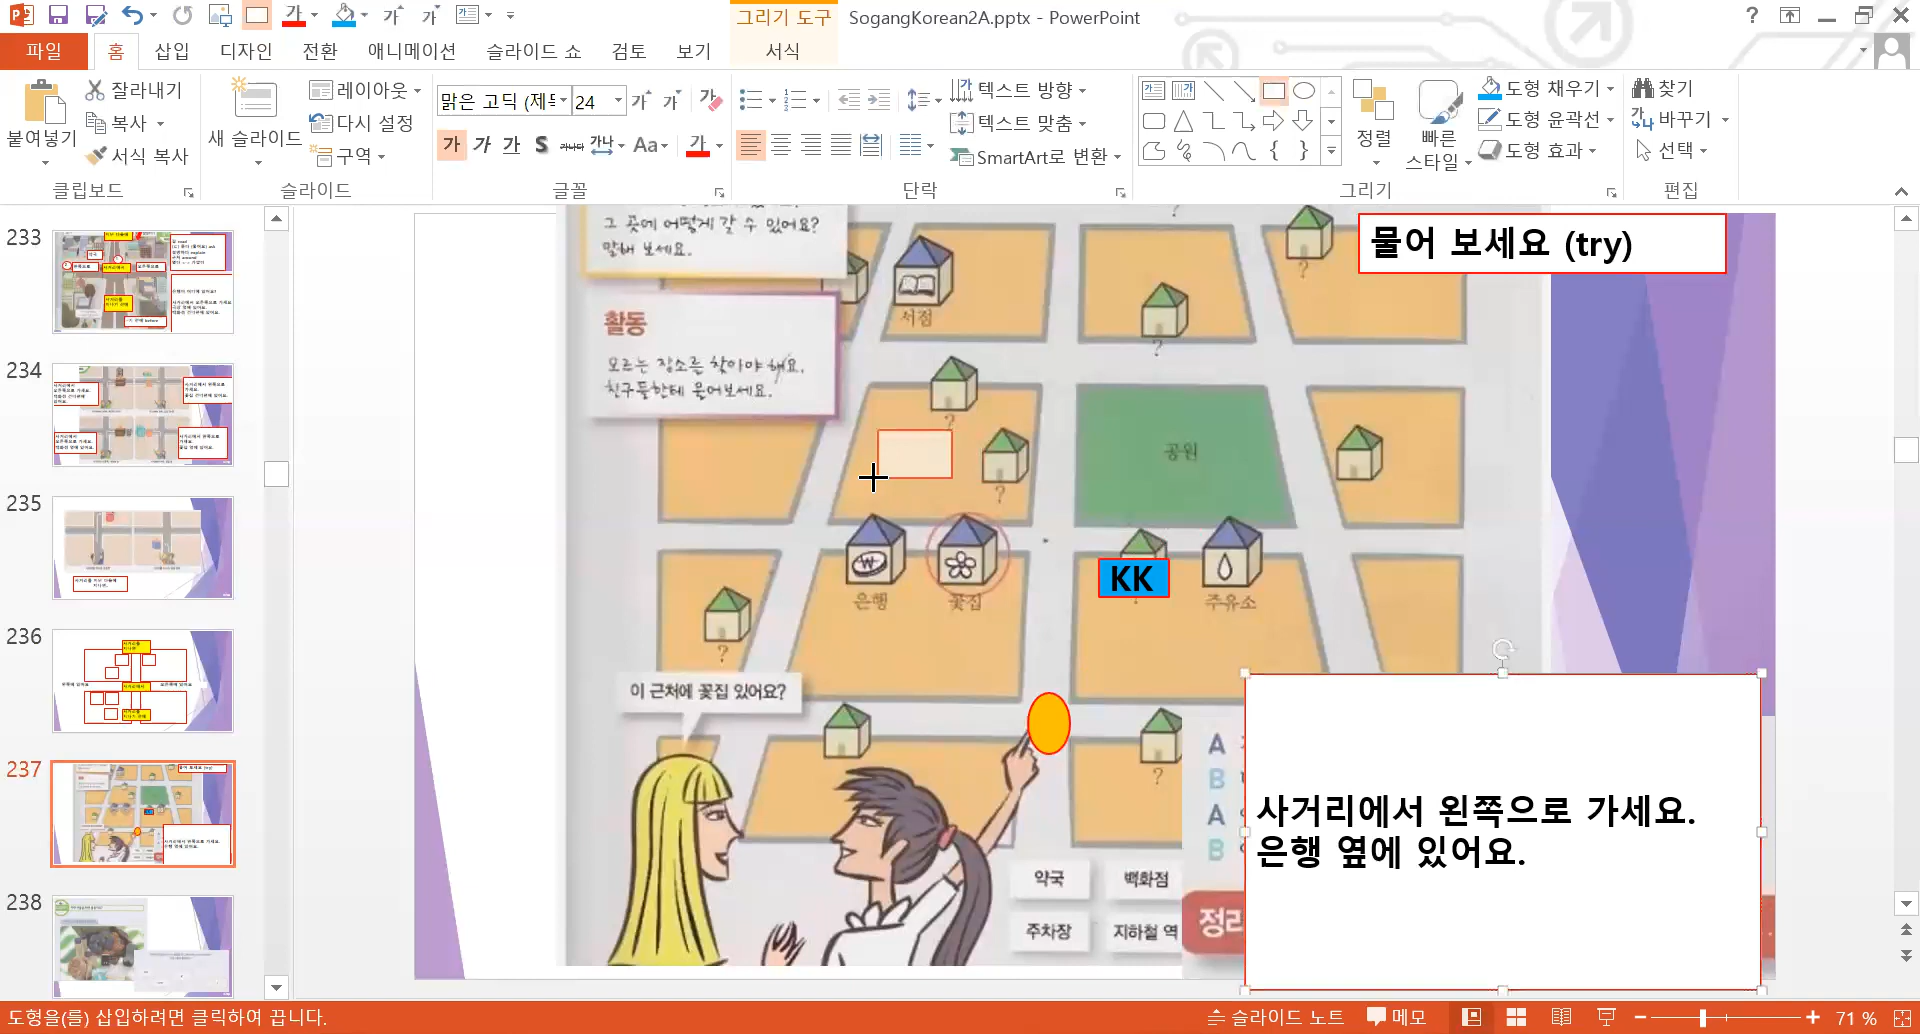 그리기 도구
SogangKorean2A.pptx - PowerPoint
파일
홈
삽입
디자인
전환
애니메이션
슬라이드 쇼
검토
보기
서식
붙여넣기
잘라내기
복사
서식 복사
클립보드
새 슬라이드
레이아웃
다시 설정
구역
슬라이드
맑은 고딕 (제목
24
글꼴
단락
텍스트 방향
텍스트 맞춤
SmartArt로 변환
정렬
빠른
스타일
도형 채우기
도형 윤곽선
도형 효과
그리기
찾기
바꾸기
선택
편집
233
234
235
236
237
238
그 곳에 어떻게 갈 수 있어요?
말해 보세요.
활동
모르는 장소를 찾아야 해요.
친구들한테 물어보세요.
물어 보세요 (try)
서점
?
?
?
?
?
공원
은행
꽃집
KK
주유소
?
이 근처에 꽃집 있어요?
?
A
B
A
B
약국
백화점
주차장
지하철 역
정리
사거리에서 왼쪽으로 가세요.
은행 옆에 있어요.
도형을(를) 삽입하려면 클릭하여 끕니다.
슬라이드 노트
메모
71 %